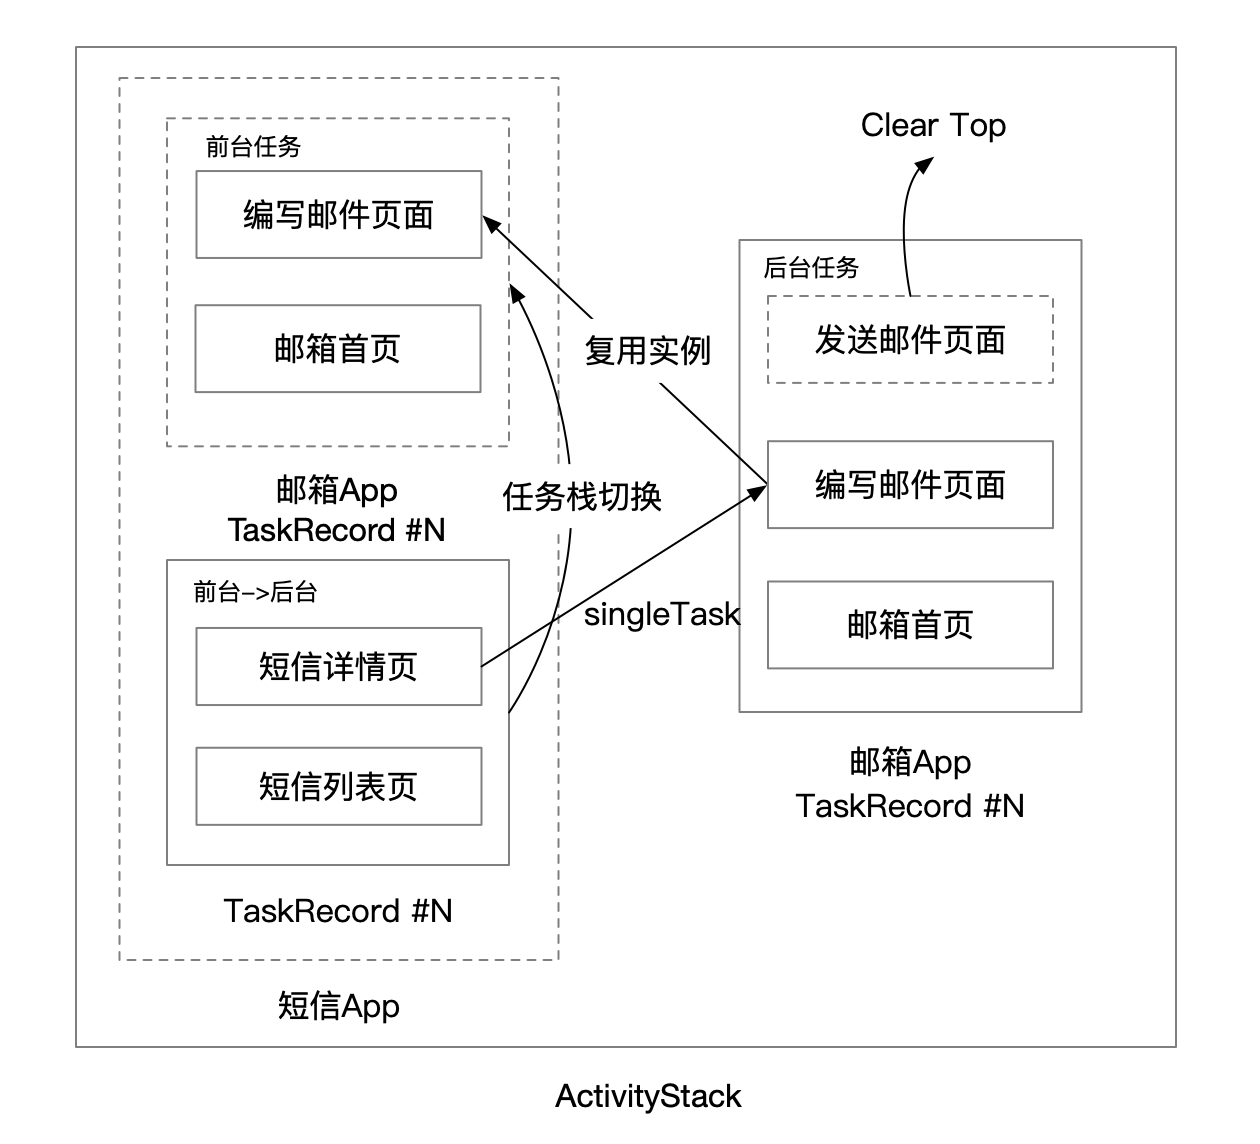 Clear Top
前台任务
编写邮件页面
邮箱首页
邮箱App
TaskRecord #N
前台->后台
短信详情页
短信列表页
TaskRecord #N
短信App
复用实例
任务栈切换
singleTask
后台任务
发送邮件页面
编写邮件页面
邮箱首页
邮箱App
TaskRecord #N
ActivityStack